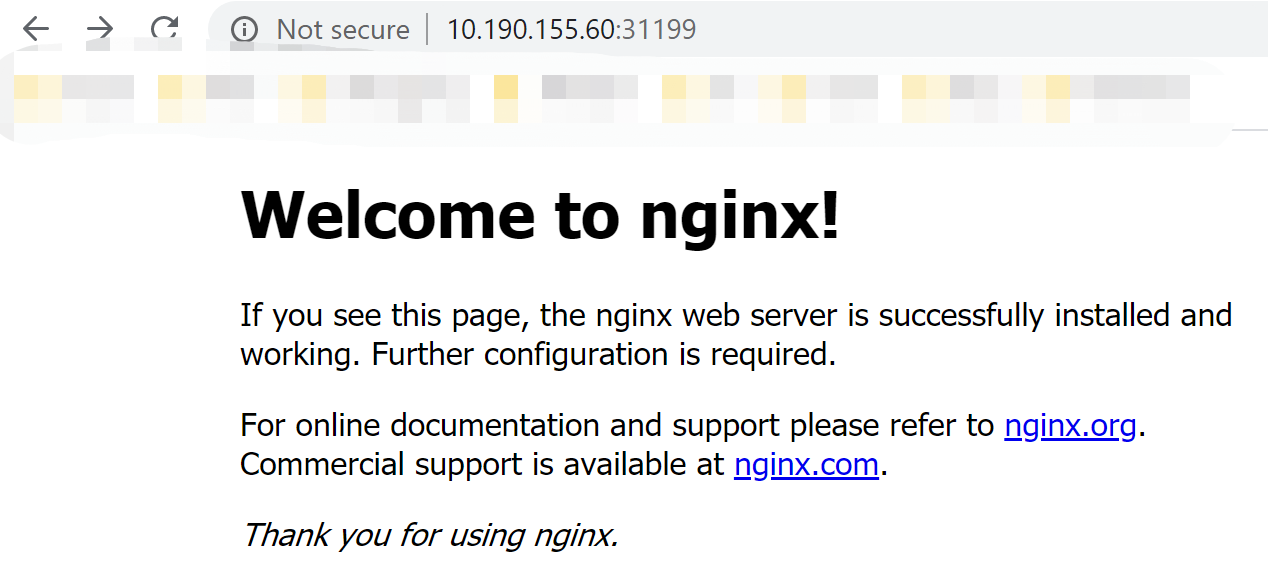 Not secure 10.190.155.60:31199
Welcome to nginx!
If you see this page, the nginx web server is successfully installed and
working. Further configuration is required.
For online documentation and support please refer to nginx.org.
Commercial support is available at nginx.com.
Thank you for using nginx.